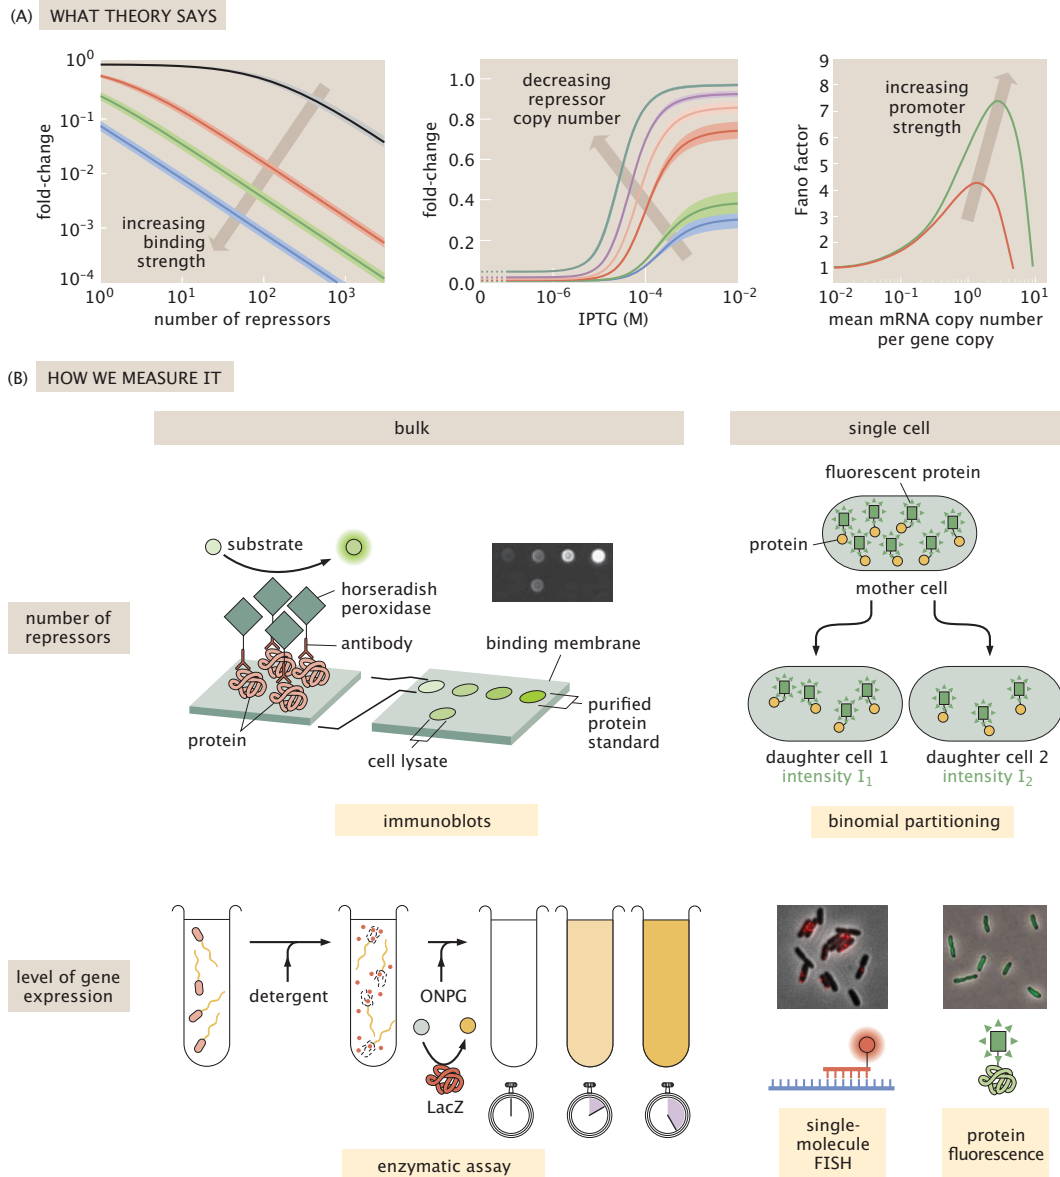 (A) WHAT THEORY SAYS
10^0
10^-1
10^-2
10^-3
10^-4
fold-change
increasing
binding
strength
10^0 10^1 10^2 10^3
number of repressors
1.0
0.8
0.6
0.4
0.2
0.0
fold-change
decreasing
repressor
copy number
0 10^-6 10^-4 10^-2
IPTG (M)
9
8
7
6
5
4
3
2
1
Fano factor
increasing
promoter
strength
10^-2 10^-1 10^0 10^1
mean mRNA copy number
per gene copy
(B) HOW WE MEASURE IT
bulk
single cell
number of
repressors
substrate
horseradish
peroxidase
antibody
protein
binding membrane
purified
protein
standard
cell lysate
immunoblots
fluorescent protein
protein
mother cell
daughter cell 1
intensity I₁
daughter cell 2
intensity I₂
binomial partitioning
level of gene
expression
detergent
ONPG
LacZ
enzymatic assay
single-
molecule
FISH
protein
fluorescence